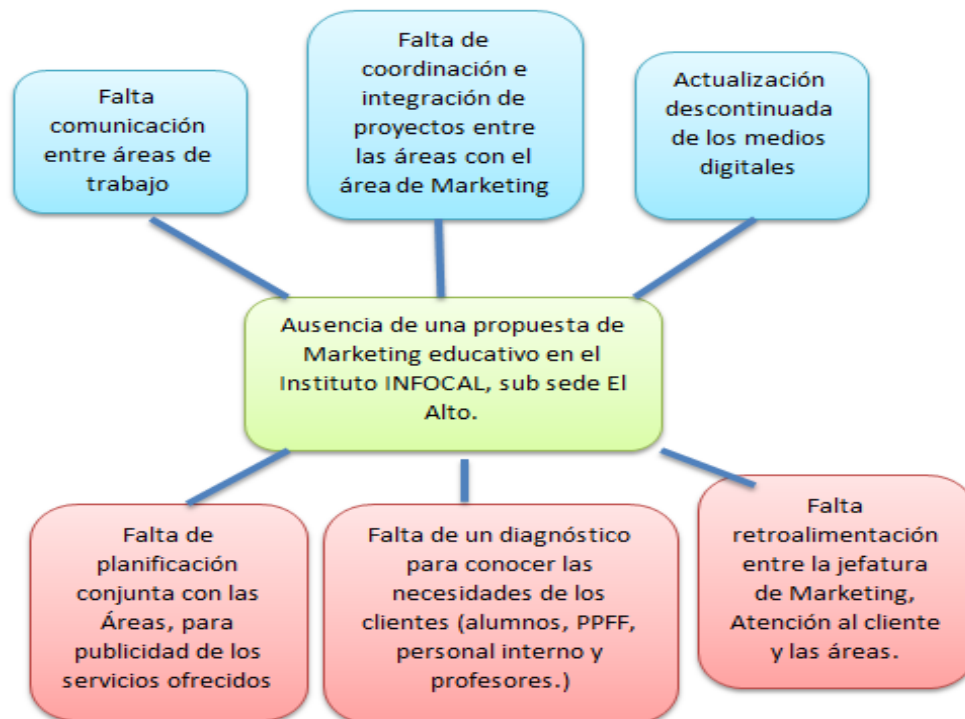 Falta
comunicación
entre áreas de
trabajo
Falta de
coordinación e
integración de
proyectos entre
las áreas con el
área de Marketing
Actualización
descontinuada
de los medios
digitales
Ausencia de una propuesta de
Marketing educativo en el
Instituto INFOCAL, sub sede El
Alto.
Falta de
planificación
conjunta con las
Áreas, para
publicidad de los
servicios ofrecidos
Falta de un diagnóstico
para conocer las
necesidades de los
clientes (alumnos, PPFF,
personal interno y
profesores.)
Falta
retroalimentación
entre la jefatura
de Marketing,
Atención al cliente
y las áreas.